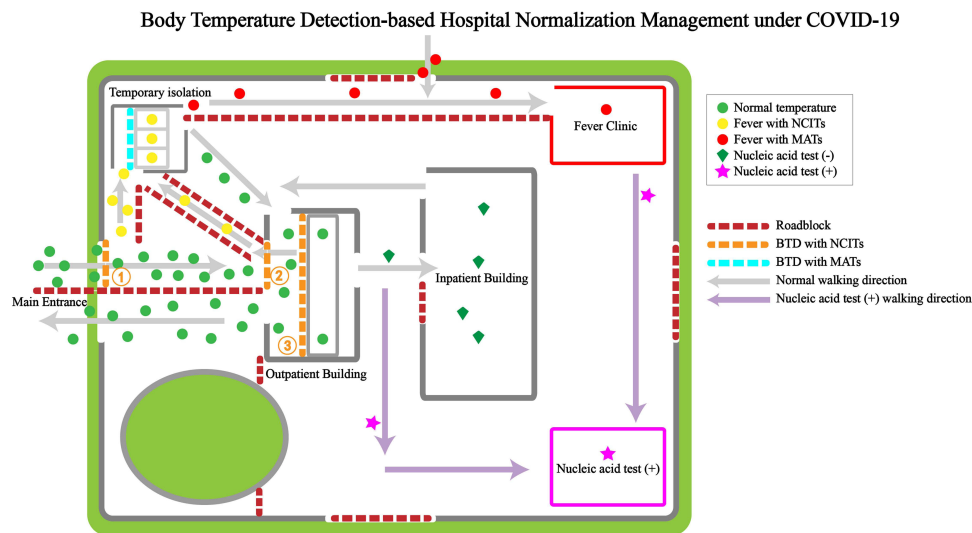 Body Temperature Detection-based Hospital Normalization Management under COVID-19
Temporary isolation
Fever Clinic
Normal temperature
Fever with NCITs
Fever with MATs
Nucleic acid test (-)
Nucleic acid test (+)
Roadblock
BTD with NCITs
BTD with MATs
Normal walking direction
Nucleic acid test (+) walking direction
①
②
Main Entrance
Inpatient Building
③
Outpatient Building
Nucleic acid test (+)